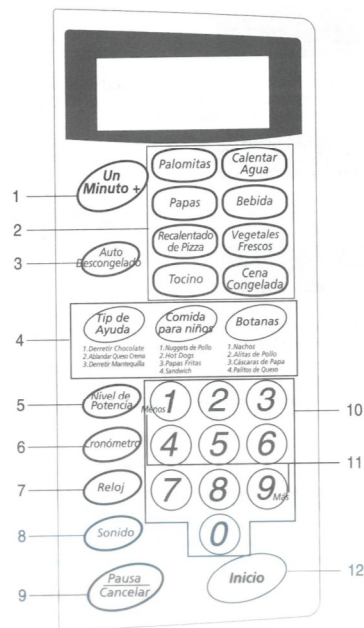 Un
Minuto +
Palomitas
Calentar
Agua
Papas
Bebida
Auto
Descongelado
Recalentado
de Pizza
Vegetales
Frescos
Tocino
Cena
Congelada
Tip de
Ayuda
1.Derretir Chocolate
2.Ablandar Queso Crema
3.Derretir Mantequilla
Comida
para niños
1.Nuggets de Pollo
2.Hot Dogs
3.Papas Fritas
4.Sandwich
Botanas
1.Nachos
2.Alitas de Pollo
3.Cáscaras de Papa
4.Palitos de Queso
Nivel de
Potencia
Cronómetro
Reloj
Sonido
Pausa
Cancelar
Menos
1 2 3
4 5 6
7 8 9
Más
0
Inicio
1
2
3
4
5
6
7
8
9
10
11
12